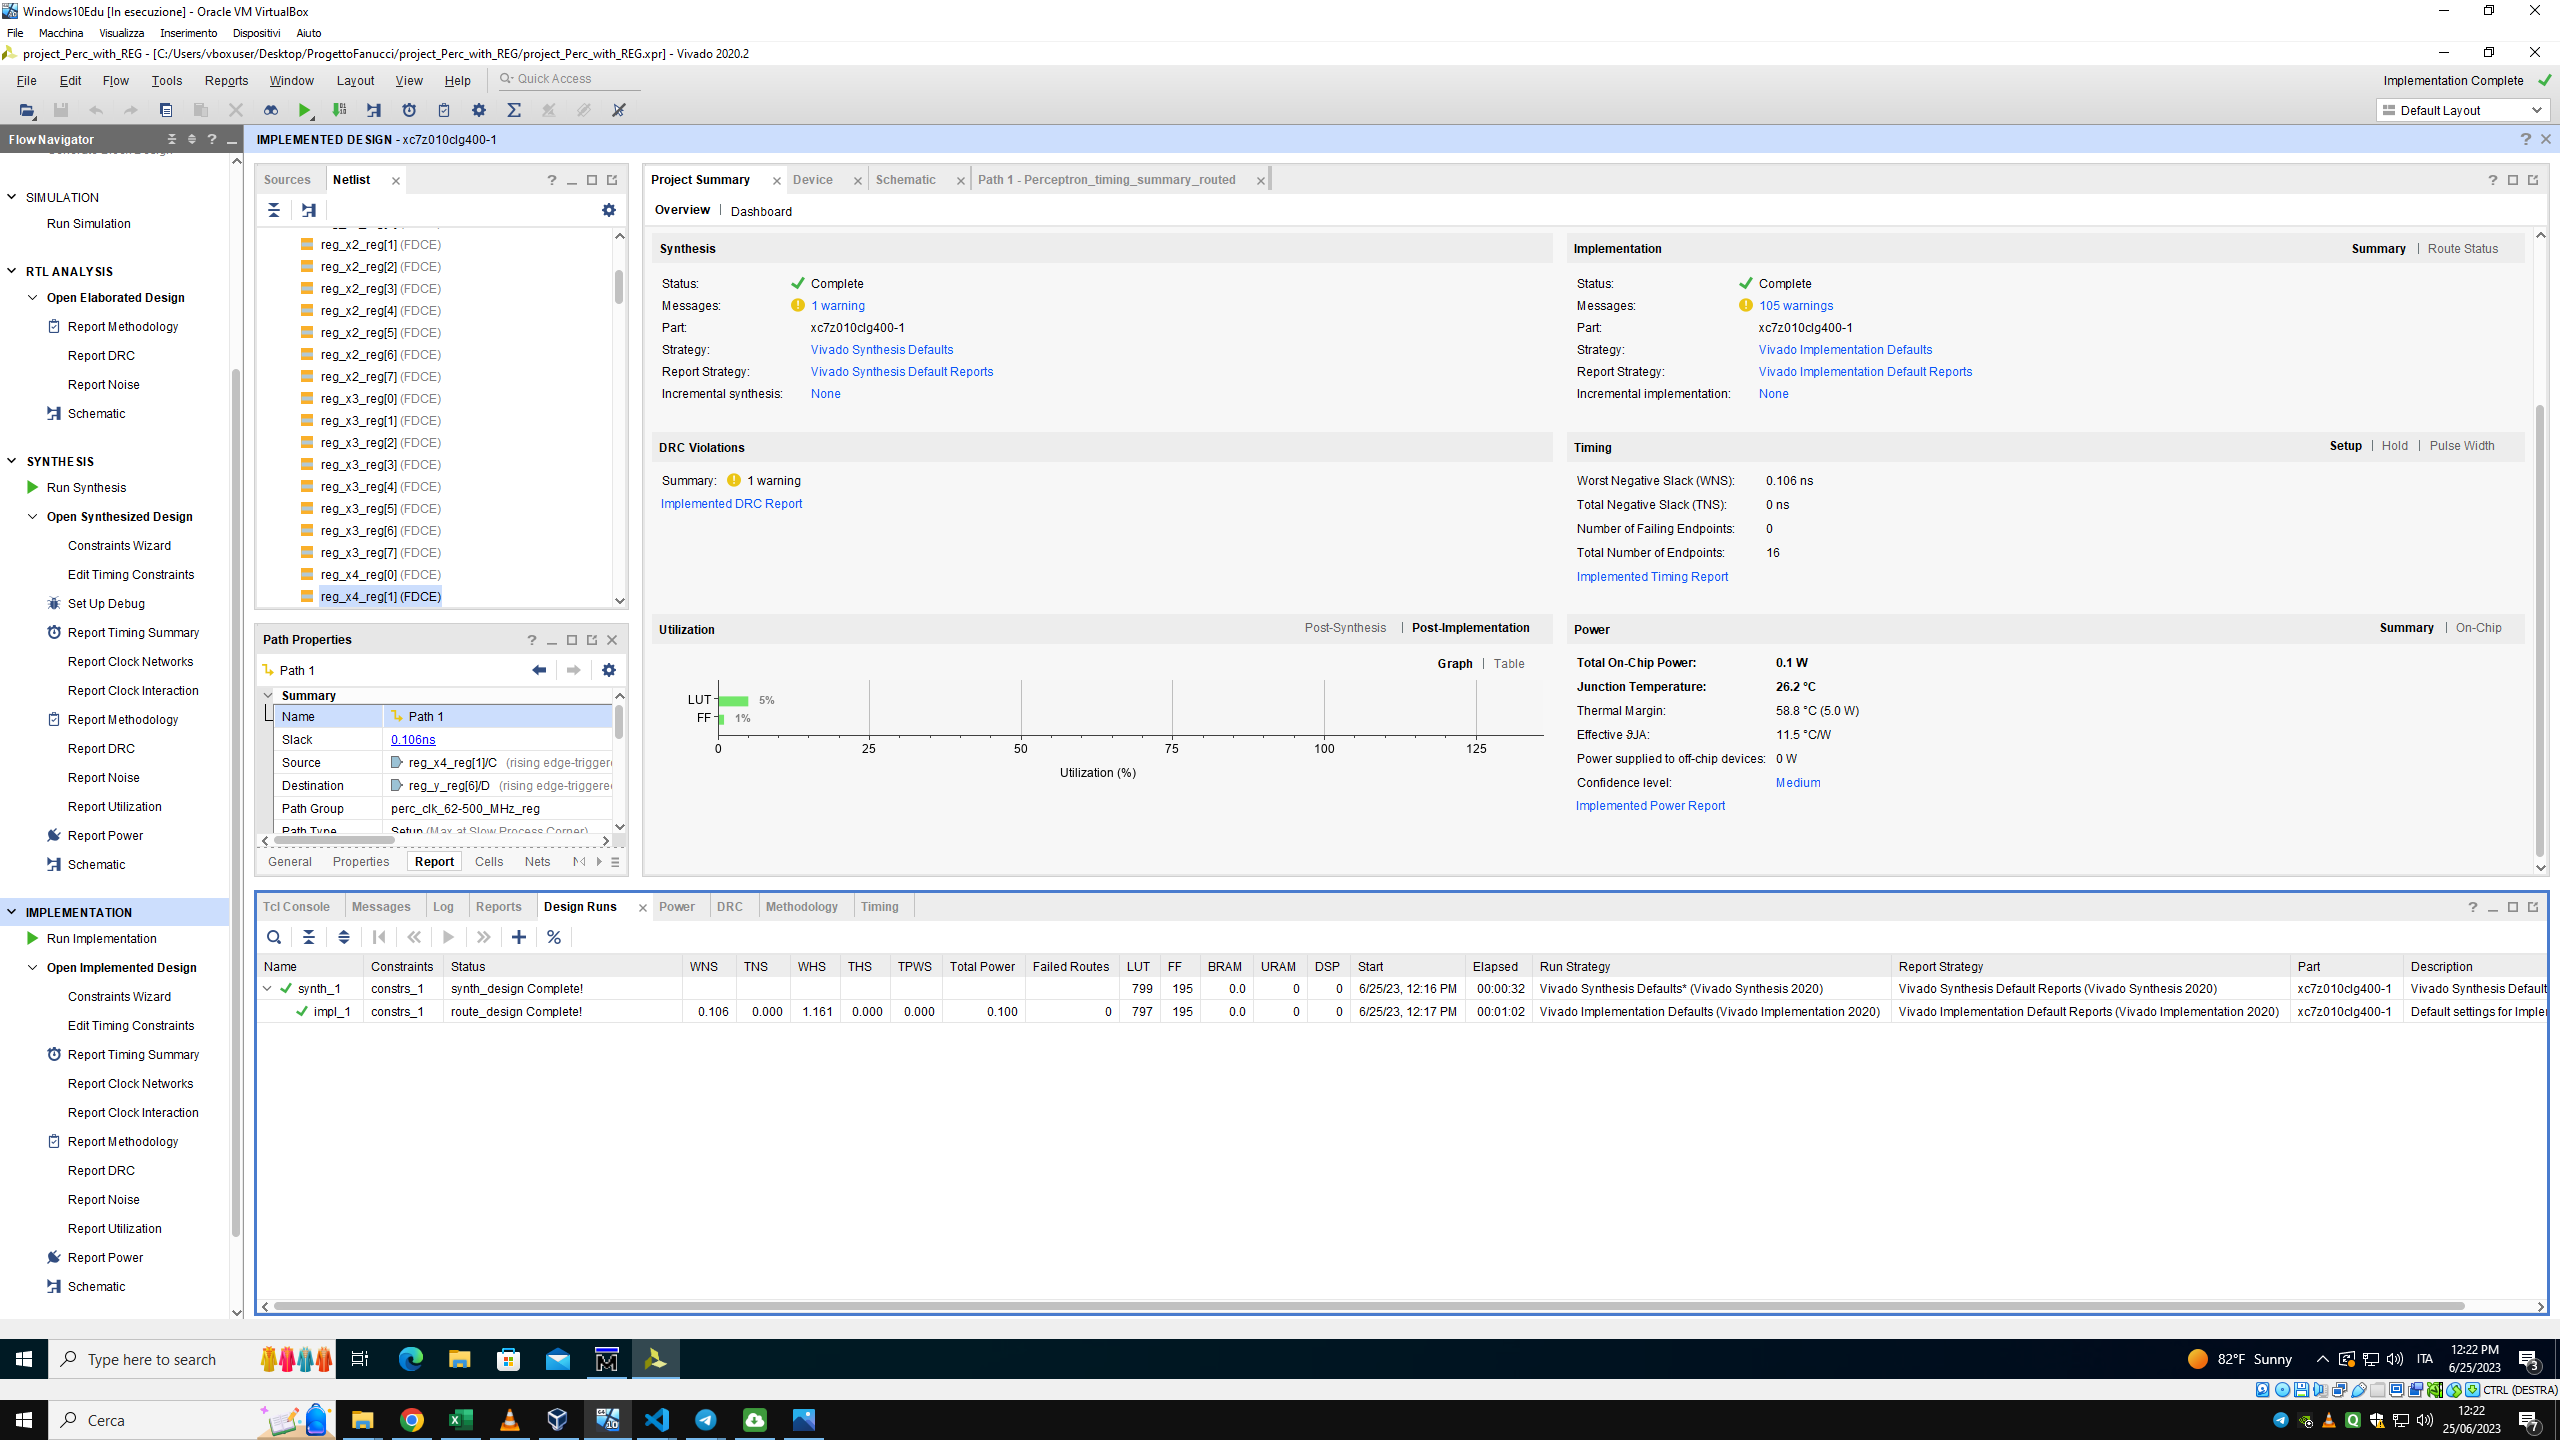 Windows10Edu [In esecuzione] - Oracle VM VirtualBox
File Macchina Visualizza Inserimento Dispositivi Aiuto
project_Perc_with_REG - [C:/Users/vboxuser/Desktop/ProgettoFanucci/project_Perc_with_REG/project_Perc_with_REG.xpr] - Vivado 2020.2
File Edit Flow Tools Reports Window Layout View Help Quick Access
Implementation Complete
Default Layout
Flow Navigator
IMPLEMENTED DESIGN - xc7z010clg400-1
SIMULATION
Run Simulation
RTL ANALYSIS
Open Elaborated Design
Report Methodology
Report DRC
Report Noise
Schematic
SYNTHESIS
Run Synthesis
Open Synthesized Design
Constraints Wizard
Edit Timing Constraints
Set Up Debug
Report Timing Summary
Report Clock Networks
Report Clock Interaction
Report Methodology
Report DRC
Report Noise
Report Utilization
Report Power
Schematic
IMPLEMENTATION
Run Implementation
Open Implemented Design
Constraints Wizard
Edit Timing Constraints
Report Timing Summary
Report Clock Networks
Report Clock Interaction
Report Methodology
Report DRC
Report Noise
Report Utilization
Report Power
Schematic
Sources Netlist
reg_x2_reg[1] (FDCE)
reg_x2_reg[2] (FDCE)
reg_x2_reg[3] (FDCE)
reg_x2_reg[4] (FDCE)
reg_x2_reg[5] (FDCE)
reg_x2_reg[6] (FDCE)
reg_x2_reg[7] (FDCE)
reg_x3_reg[0] (FDCE)
reg_x3_reg[1] (FDCE)
reg_x3_reg[2] (FDCE)
reg_x3_reg[3] (FDCE)
reg_x3_reg[4] (FDCE)
reg_x3_reg[5] (FDCE)
reg_x3_reg[6] (FDCE)
reg_x3_reg[7] (FDCE)
reg_x4_reg[0] (FDCE)
reg_x4_reg[1] (FDCE)
Path Properties
Path 1
Summary
Name Path 1
Slack 0.106ns
Source reg_x4_reg[1]/C (rising edge-triggere
Destination reg_y_reg[6]/D (rising edge-triggere
Path Group perc_clk_62-500_MHz_reg
Path Type Setup (Max at Slow Process Corner)
General Properties Report Cells Nets
Project Summary Device Schematic Path 1 - Perceptron_timing_summary_routed
Overview | Dashboard
Synthesis
Status: Complete
Messages: 1 warning
Part: xc7z010clg400-1
Strategy: Vivado Synthesis Defaults
Report Strategy: Vivado Synthesis Default Reports
Incremental synthesis: None
Implementation Summary | Route Status
Status: Complete
Messages: 105 warnings
Part: xc7z010clg400-1
Strategy: Vivado Implementation Defaults
Report Strategy: Vivado Implementation Default Reports
Incremental implementation: None
DRC Violations
Summary: 1 warning
Implemented DRC Report
Timing Setup | Hold | Pulse Width
Worst Negative Slack (WNS): 0.106 ns
Total Negative Slack (TNS): 0 ns
Number of Failing Endpoints: 0
Total Number of Endpoints: 16
Implemented Timing Report
Utilization Post-Synthesis | Post-Implementation
Graph | Table
LUT 5%
FF 1%
0 25 50 75 100 125
Utilization (%)
Power Summary | On-Chip
Total On-Chip Power: 0.1 W
Junction Temperature: 26.2 °C
Thermal Margin: 58.8 °C (5.0 W)
Effective ϑJA: 11.5 °C/W
Power supplied to off-chip devices: 0 W
Confidence level: Medium
Implemented Power Report
Tcl Console Messages Log Reports Design Runs Power DRC Methodology Timing
Name Constraints Status WNS TNS WHS THS TPWS Total Power Failed Routes LUT FF BRAM URAM DSP Start Elapsed Run Strategy Report Strategy Part Description
synth_1 constrs_1 synth_design Complete! 799 195 0.0 0 0 6/25/23, 12:16 PM 00:00:32 Vivado Synthesis Defaults* (Vivado Synthesis 2020) Vivado Synthesis Default Reports (Vivado Synthesis 2020) xc7z010clg400-1 Vivado Synthesis Default
impl_1 constrs_1 route_design Complete! 0.106 0.000 1.161 0.000 0.000 0.100 0 797 195 0.0 0 0 6/25/23, 12:17 PM 00:01:02 Vivado Implementation Defaults (Vivado Implementation 2020) Vivado Implementation Default Reports (Vivado Implementation 2020) xc7z010clg400-1 Default settings for Imple
Type here to search
82°F Sunny ITA 12:22 PM
6/25/2023 3
CTRL (DESTRA)
Cerca
12:22
25/06/2023 7